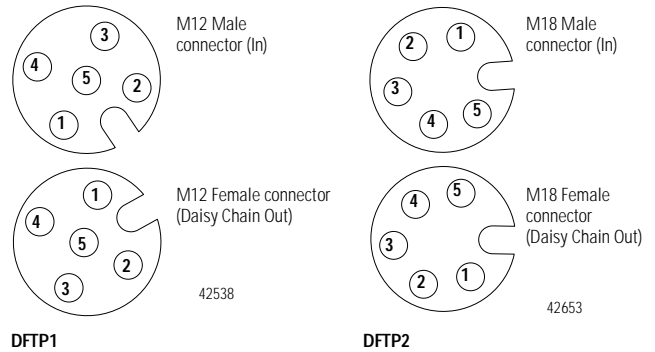 3
4
5
2
1
M12 Male
connector (In)
1
2
3
4
5
M18 Male
connector (In)
1
4
5
2
3
M12 Female connector
(Daisy Chain Out)
42538
5
4
3
2
1
M18 Female
connector
(Daisy Chain Out)
42653
DFTP1
DFTP2